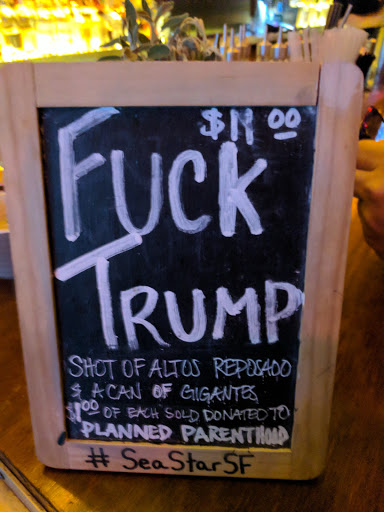 $11 00
FUCK
TRUMP
SHOT OF ALTOS REPOSADO
& A CAN OF GIGANTES
$1 00 OF EACH SOLD DONATED TO
PLANNED PARENTHOOD
# SeaStarSF